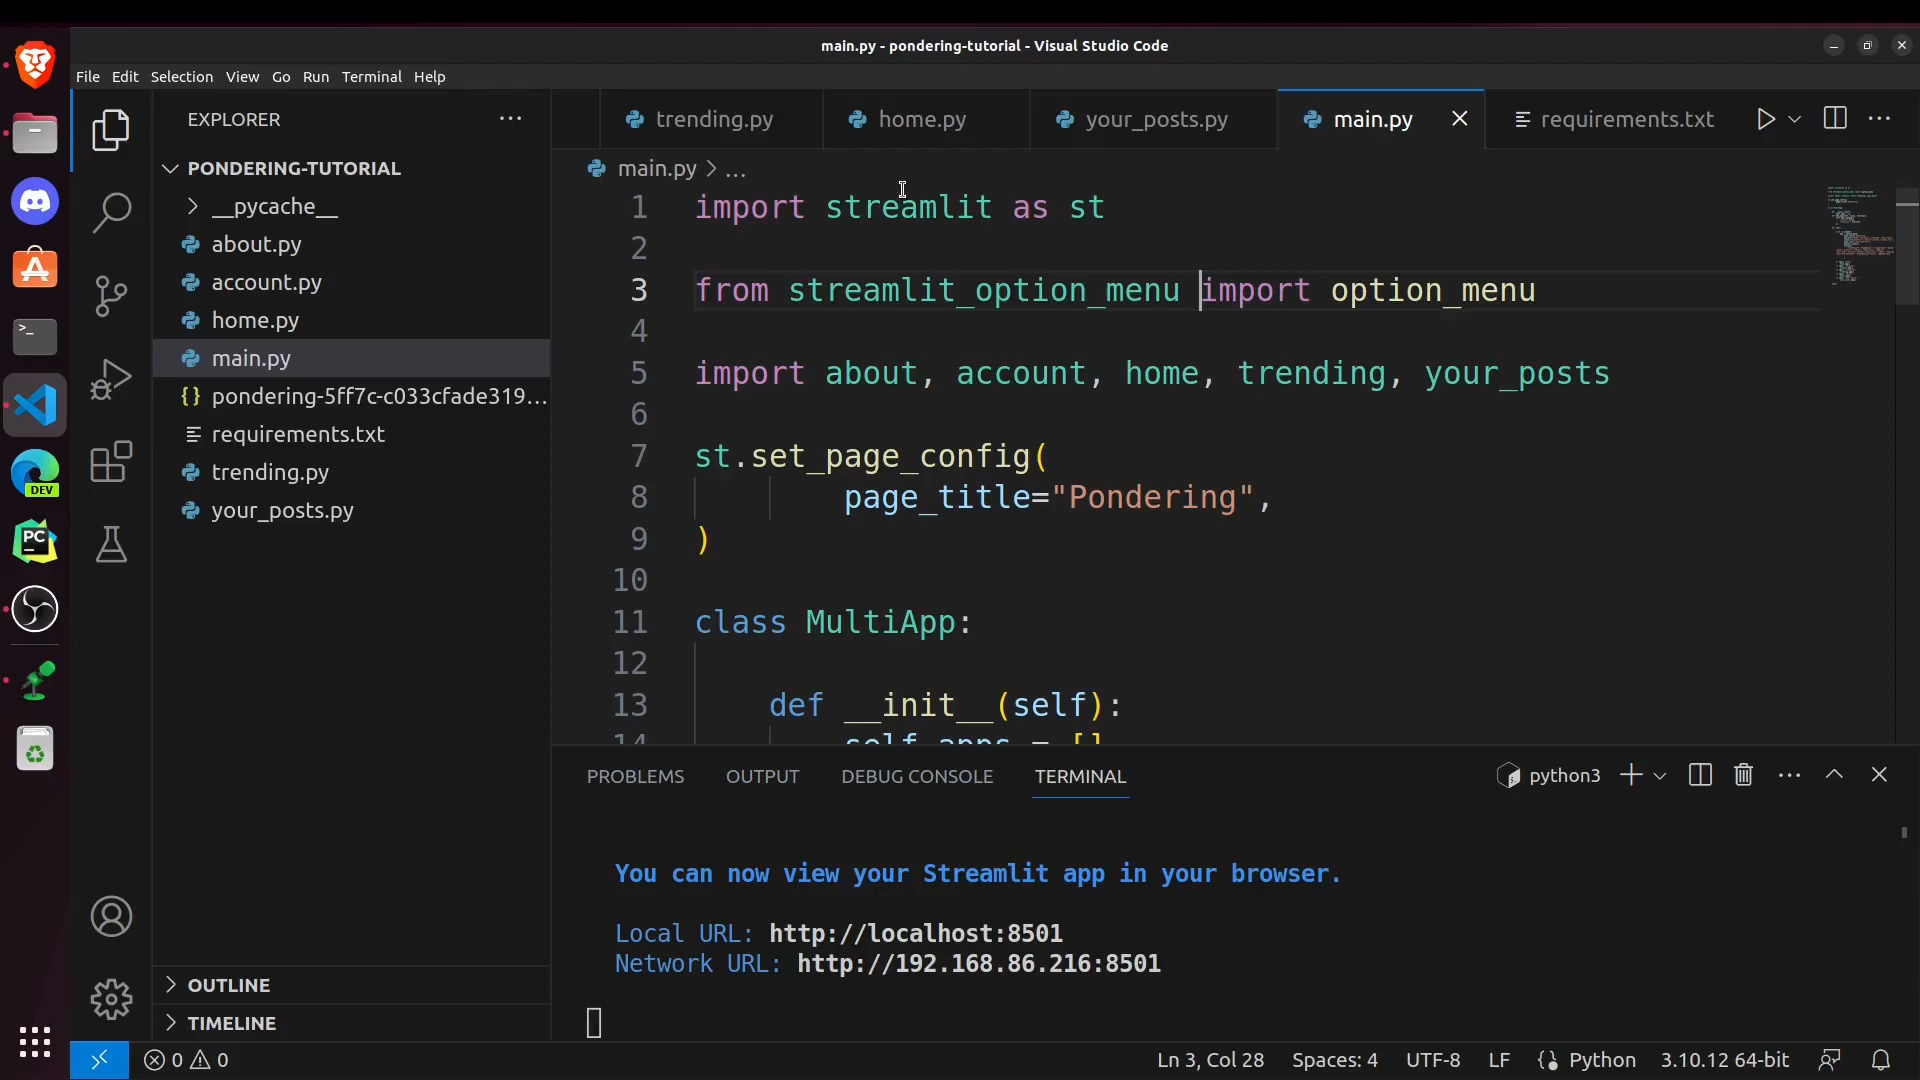 main.py - pondering-tutorial - Visual Studio Code
File Edit Selection View Go Run Terminal Help
EXPLORER
PONDERING-TUTORIAL
__pycache__
about.py
account.py
home.py
main.py
pondering-5ff7c-c033cfade319...
requirements.txt
trending.py
your_posts.py
OUTLINE
TIMELINE
DEV
PC
>_
trending.py home.py your_posts.py main.py requirements.txt
main.py > ...
1 import streamlit as st
2
3 from streamlit_option_menu import option_menu
4
5 import about, account, home, trending, your_posts
6
7 st.set_page_config(
8 page_title="Pondering",
9 )
10
11 class MultiApp:
12
13 def __init__(self):
14 self.apps = []
PROBLEMS OUTPUT DEBUG CONSOLE TERMINAL
python3
You can now view your Streamlit app in your browser.
Local URL: http://localhost:8501
Network URL: http://192.168.86.216:8501
0 0
Ln 3, Col 28 Spaces: 4 UTF-8 LF Python 3.10.12 64-bit